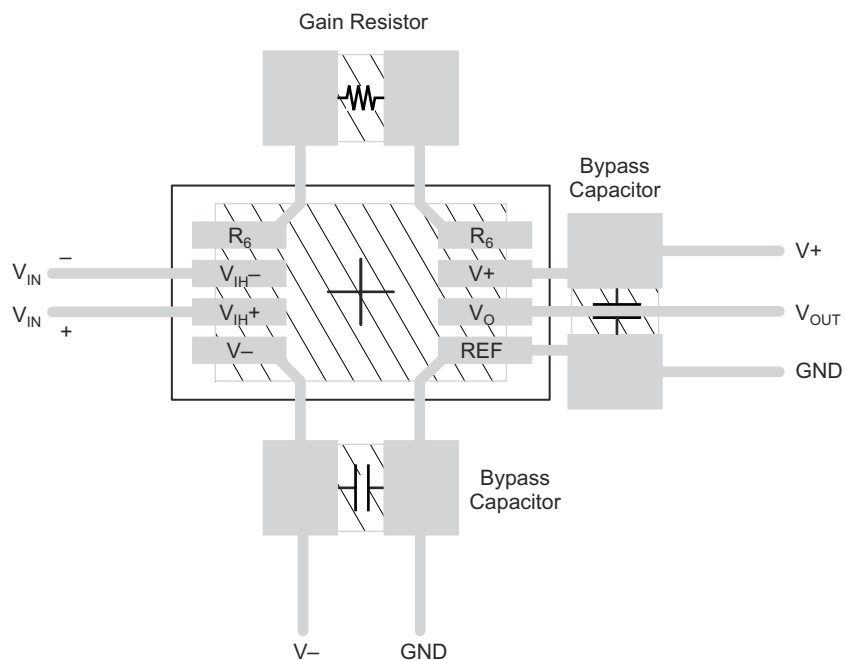 Gain Resistor
Bypass
Capacitor
R6
R6
V+
–
VIN
VIH–
V+
VIN
+
VIH+
VO
VOUT
V–
REF
GND
Bypass
Capacitor
V–
GND